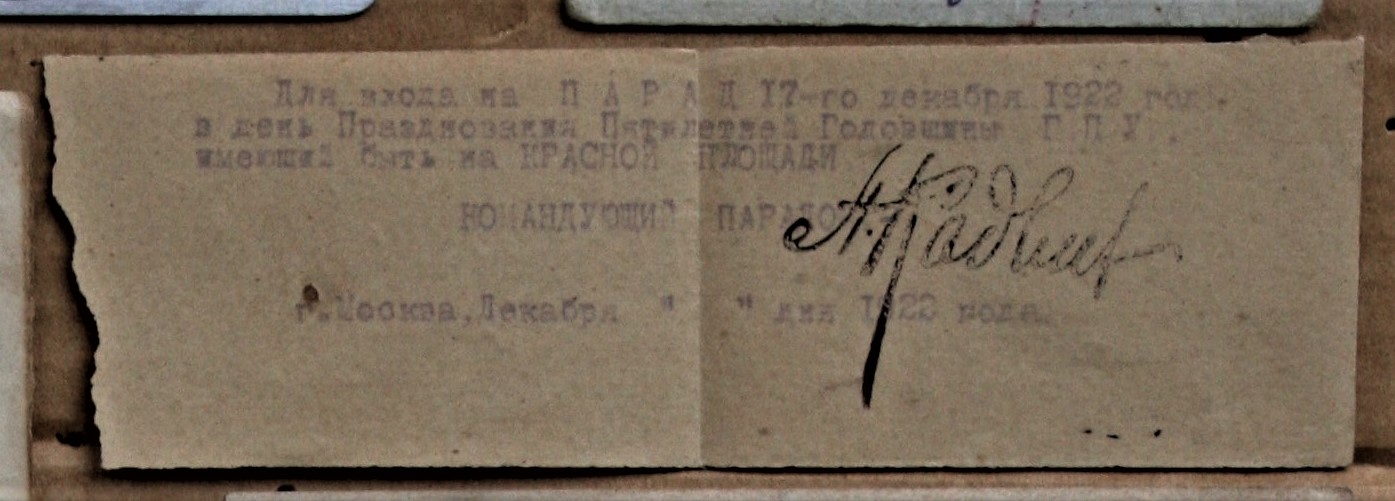 Для входа на П А Р А Д 17-го декабря 1922 год.
в день Празднования Пятилетней Годовщины Г П У.
имеющий быть на КРАСНОЙ ПЛОЩАДИ
КОМАНДУЮЩИЙ ПАРАДОМ
г.Москва,Декабря " " дня 1922 года